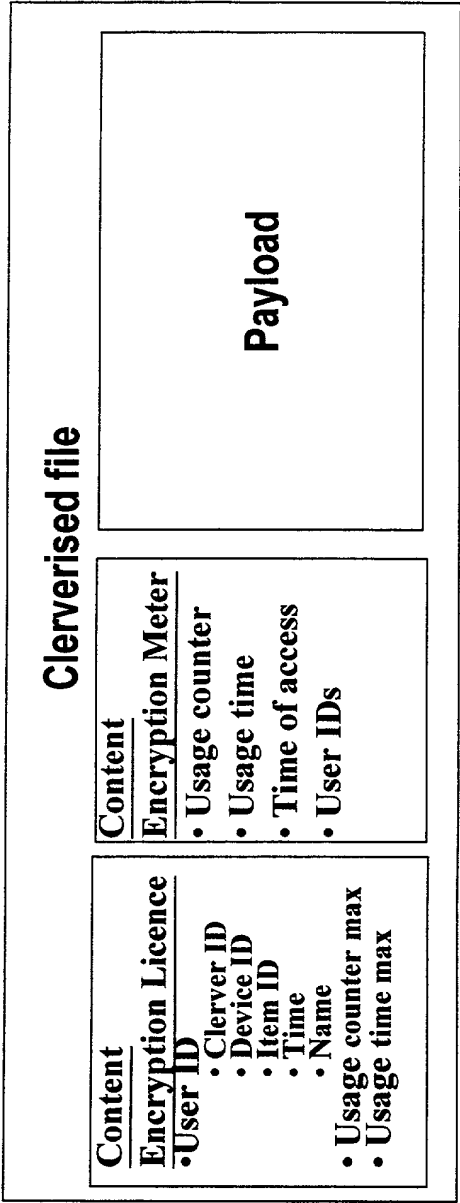 Clerverised file
Content
Encryption Licence
•User ID
• Clerver ID
• Device ID
• Item ID
• Time
• Name
• Usage counter max
• Usage time max
Content
Encryption Meter
• Usage counter
• Usage time
• Time of access
• User IDs
Payload